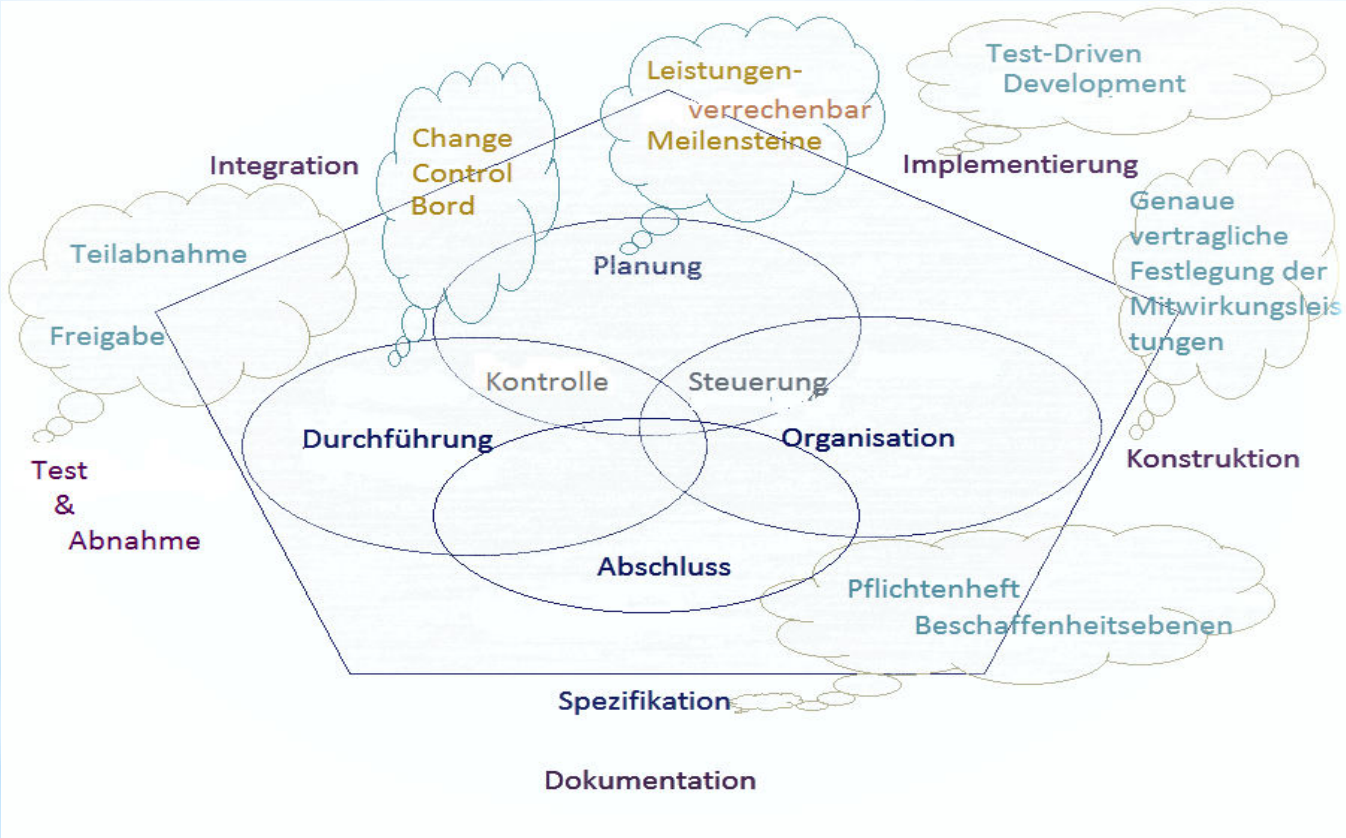 Test-Driven
Development
Leistungen-
verrechenbar
Meilensteine
Change
Control
Bord
Integration
Implementierung
Genaue
vertragliche
Festlegung der
Mitwirkungsleis
tungen
Teilabnahme
Freigabe
Planung
Kontrolle
Steuerung
Durchführung
Organisation
Konstruktion
Test
&
Abnahme
Abschluss
Pflichtenheft
Beschaffenheitsebenen
Spezifikation
Dokumentation